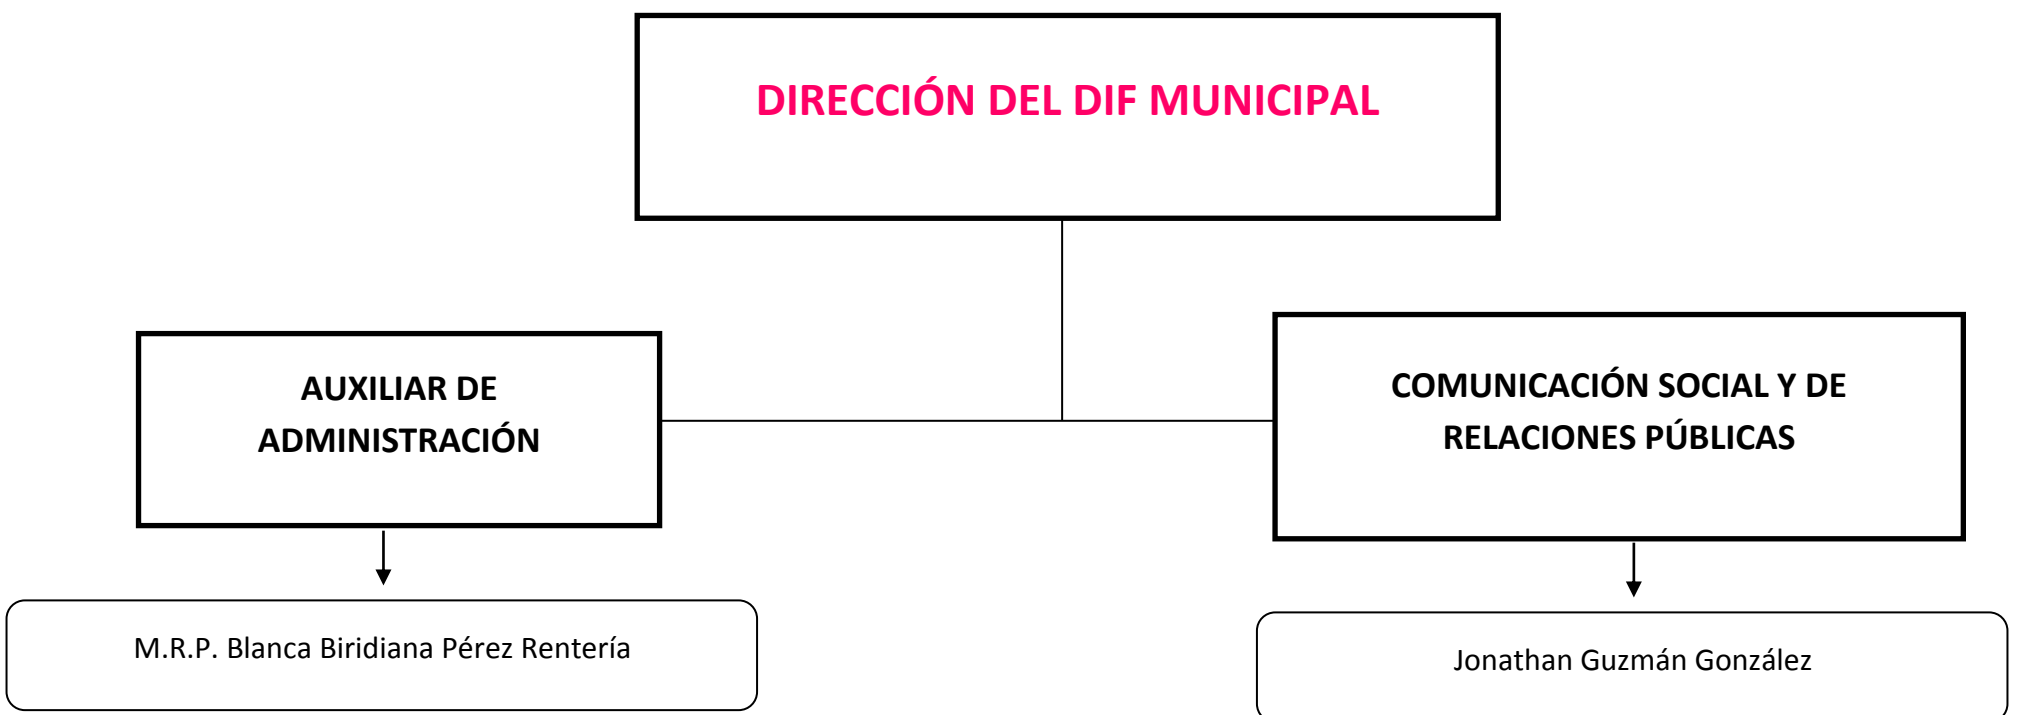 DIRECCIÓN DEL DIF MUNICIPAL
AUXILIAR DE
ADMINISTRACIÓN
COMUNICACIÓN SOCIAL Y DE
RELACIONES PÚBLICAS
M.R.P. Blanca Biridiana Pérez Rentería
Jonathan Guzmán González